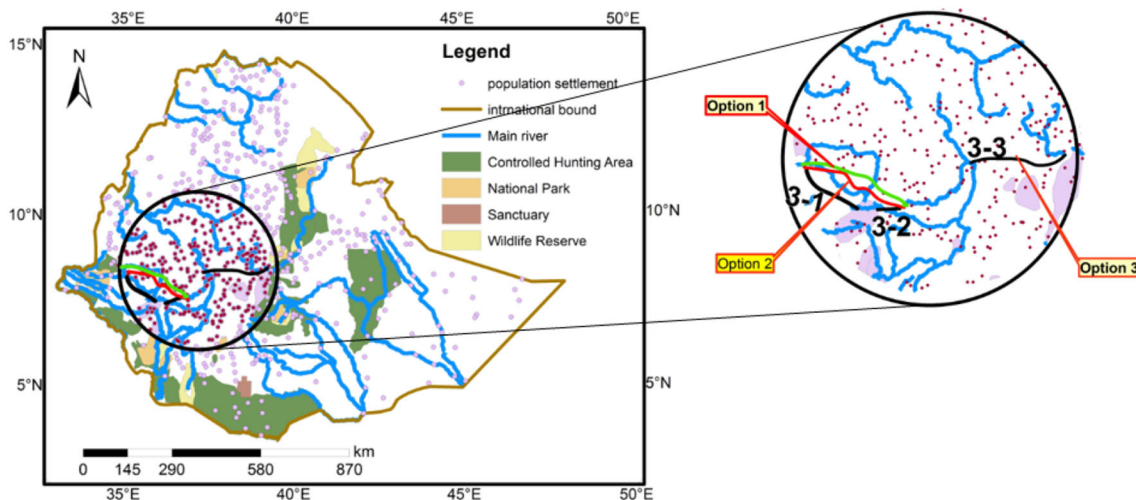 35°E 40°E 45°E 50°E
15°N
N
Legend
population settlement
intrnational bound
Main river
Controlled Hunting Area
National Park
Sanctuary
Wildlife Reserve
10°N
5°N
km
0 145 290 580 870
35°E 40°E 45°E 50°E
10°N
5°N
Option 1
3-3
3-1
3-2
Option 2
Option 3